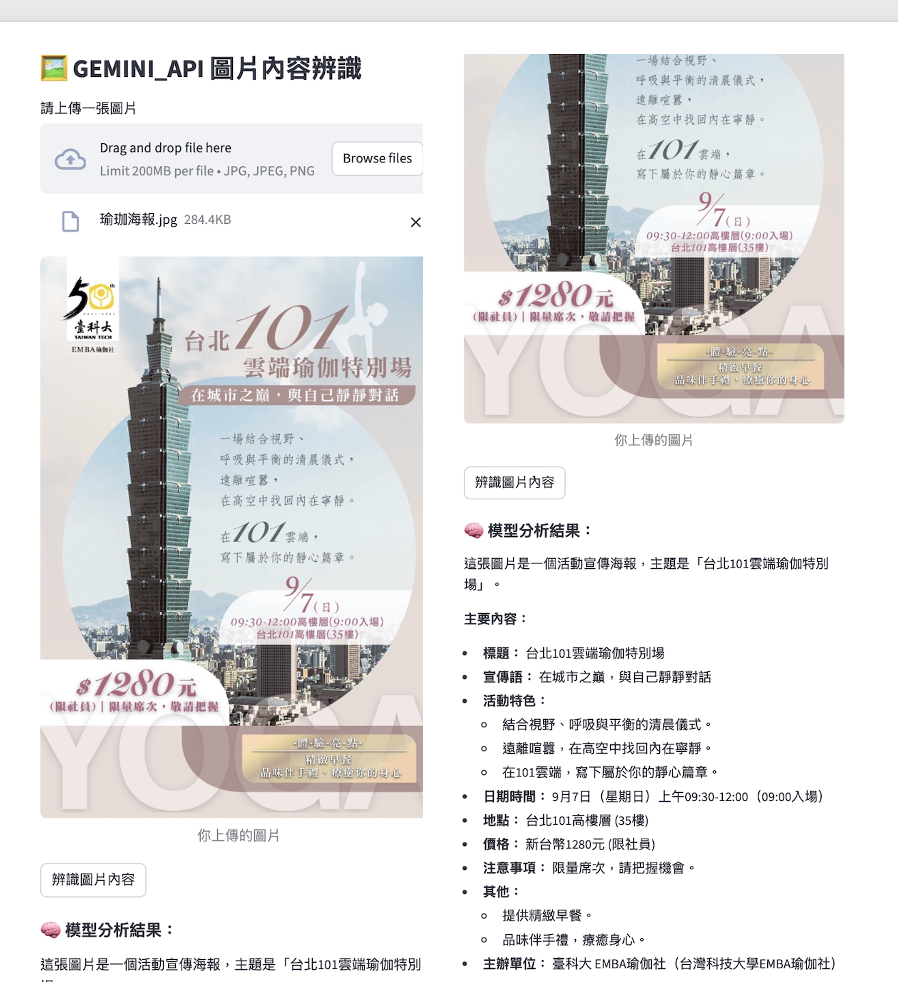 GEMINI_API 圖片內容辨識
請上傳一張圖片
Drag and drop file here
Limit 200MB per file • JPG, JPEG, PNG
Browse files
瑜珈海報.jpg 284.4KB
50th
臺科大
TAIWAN TECH
EMBA瑜伽社
台北101
雲端瑜伽特別場
在城市之巔,與自己靜靜對話
一場結合視野、
呼吸與平衡的清晨儀式,
遠離喧囂,
在高空中找回內在寧靜。
在101雲端,
寫下屬於你的靜心篇章。
9/7(日)
09:30-12:00高樓層(9:00入場)
台北101高樓層(35樓)
$1280元
(限社員)|限量席次,敬請把握
YOGA
-體·驗·亮·點-
精緻早餐
品味伴手禮、療癒你的身心
你上傳的圖片
辨識圖片內容
模型分析結果:
這張圖片是一個活動宣傳海報,主題是「台北101雲端瑜伽特別
一場結合視野、
呼吸與平衡的清晨儀式,
遠離喧囂,
在高空中找回內在寧靜。
在101雲端,
寫下屬於你的靜心篇章。
9/7(日)
09:30-12:00高樓層(9:00入場)
台北101高樓層(35樓)
$1280元
(限社員)|限量席次,敬請把握
YOGA
-體·驗·亮·點-
精緻早餐
品味伴手禮、療癒你的身心
你上傳的圖片
辨識圖片內容
模型分析結果:
這張圖片是一個活動宣傳海報,主題是「台北101雲端瑜伽特別
場」。
主要內容:
• 標題: 台北101雲端瑜伽特別場
• 宣傳語: 在城市之巔,與自己靜靜對話
• 活動特色:
◦ 結合視野、呼吸與平衡的清晨儀式。
◦ 遠離喧囂,在高空中找回內在寧靜。
◦ 在101雲端,寫下屬於你的靜心篇章。
• 日期時間: 9月7日(星期日)上午09:30-12:00(09:00入場)
• 地點: 台北101高樓層 (35樓)
• 價格: 新台幣1280元 (限社員)
• 注意事項: 限量席次,請把握機會。
• 其他:
◦ 提供精緻早餐。
◦ 品味伴手禮,療癒身心。
• 主辦單位: 臺科大 EMBA瑜伽社(台灣科技大學EMBA瑜伽社)